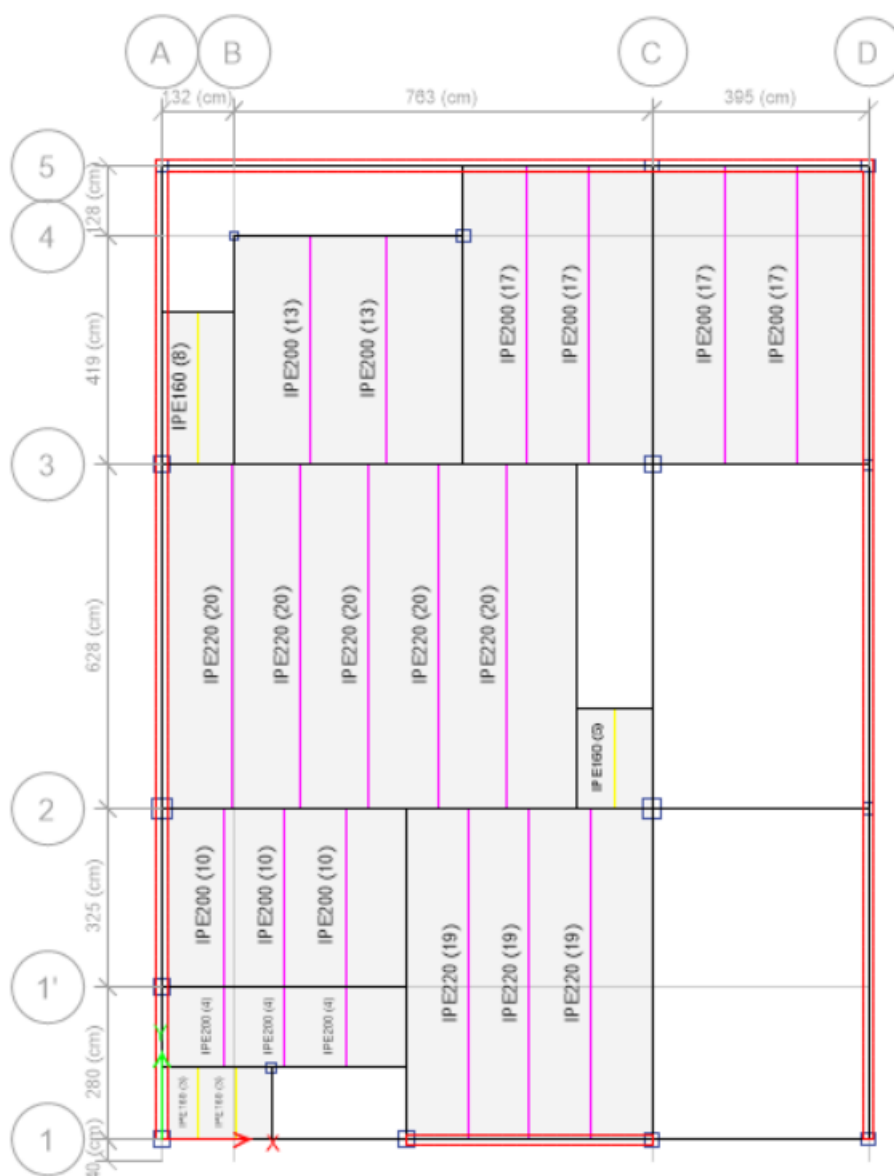 A B C D
132 (cm) 763 (cm) 395 (cm)
5
128 (cm)
4
419 (cm)
IPE160 (8)
IPE200 (13)
IPE200 (13)
IPE200 (17)
IPE200 (17)
IPE200 (17)
IPE200 (17)
3
628 (cm)
IPE220 (20)
IPE220 (20)
IPE220 (20)
IPE220 (20)
IPE220 (20)
IPE160 (5)
2
325 (cm)
IPE200 (10)
IPE200 (10)
IPE200 (10)
IPE220 (19)
IPE220 (19)
IPE220 (19)
1'
280 (cm)
IPE200 (4)
IPE200 (4)
IPE200 (4)
Y
1
X
40 (cm)